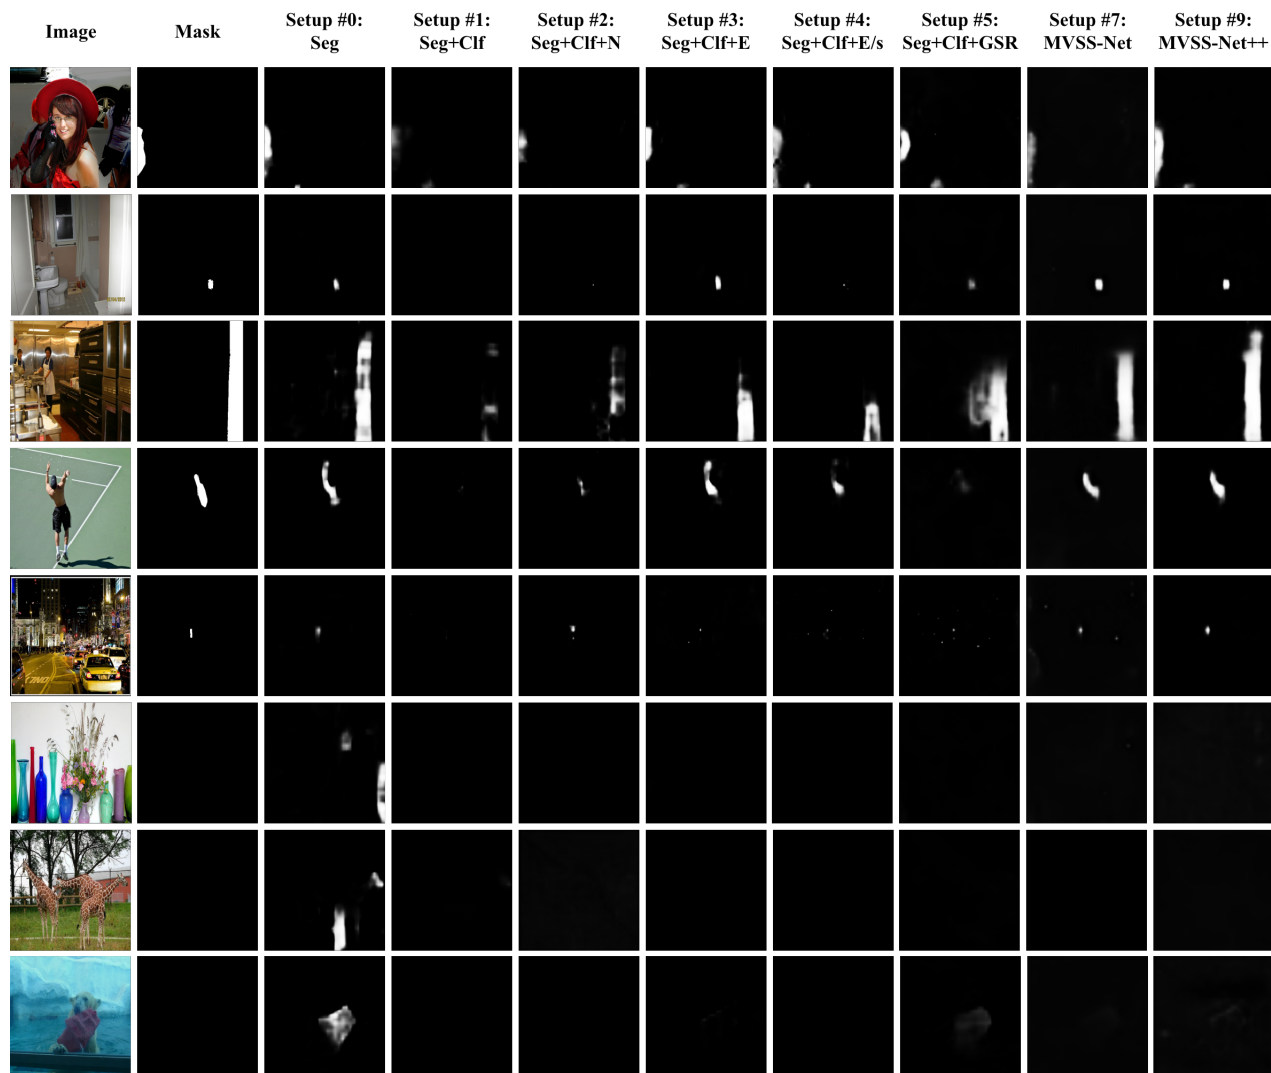 Image
Mask
Setup #0:
Seg
Setup #1:
Seg+Clf
Setup #2:
Seg+Clf+N
Setup #3:
Seg+Clf+E
Setup #4:
Seg+Clf+E/s
Setup #5:
Seg+Clf+GSR
Setup #7:
MVSS-Net
Setup #9:
MVSS-Net++